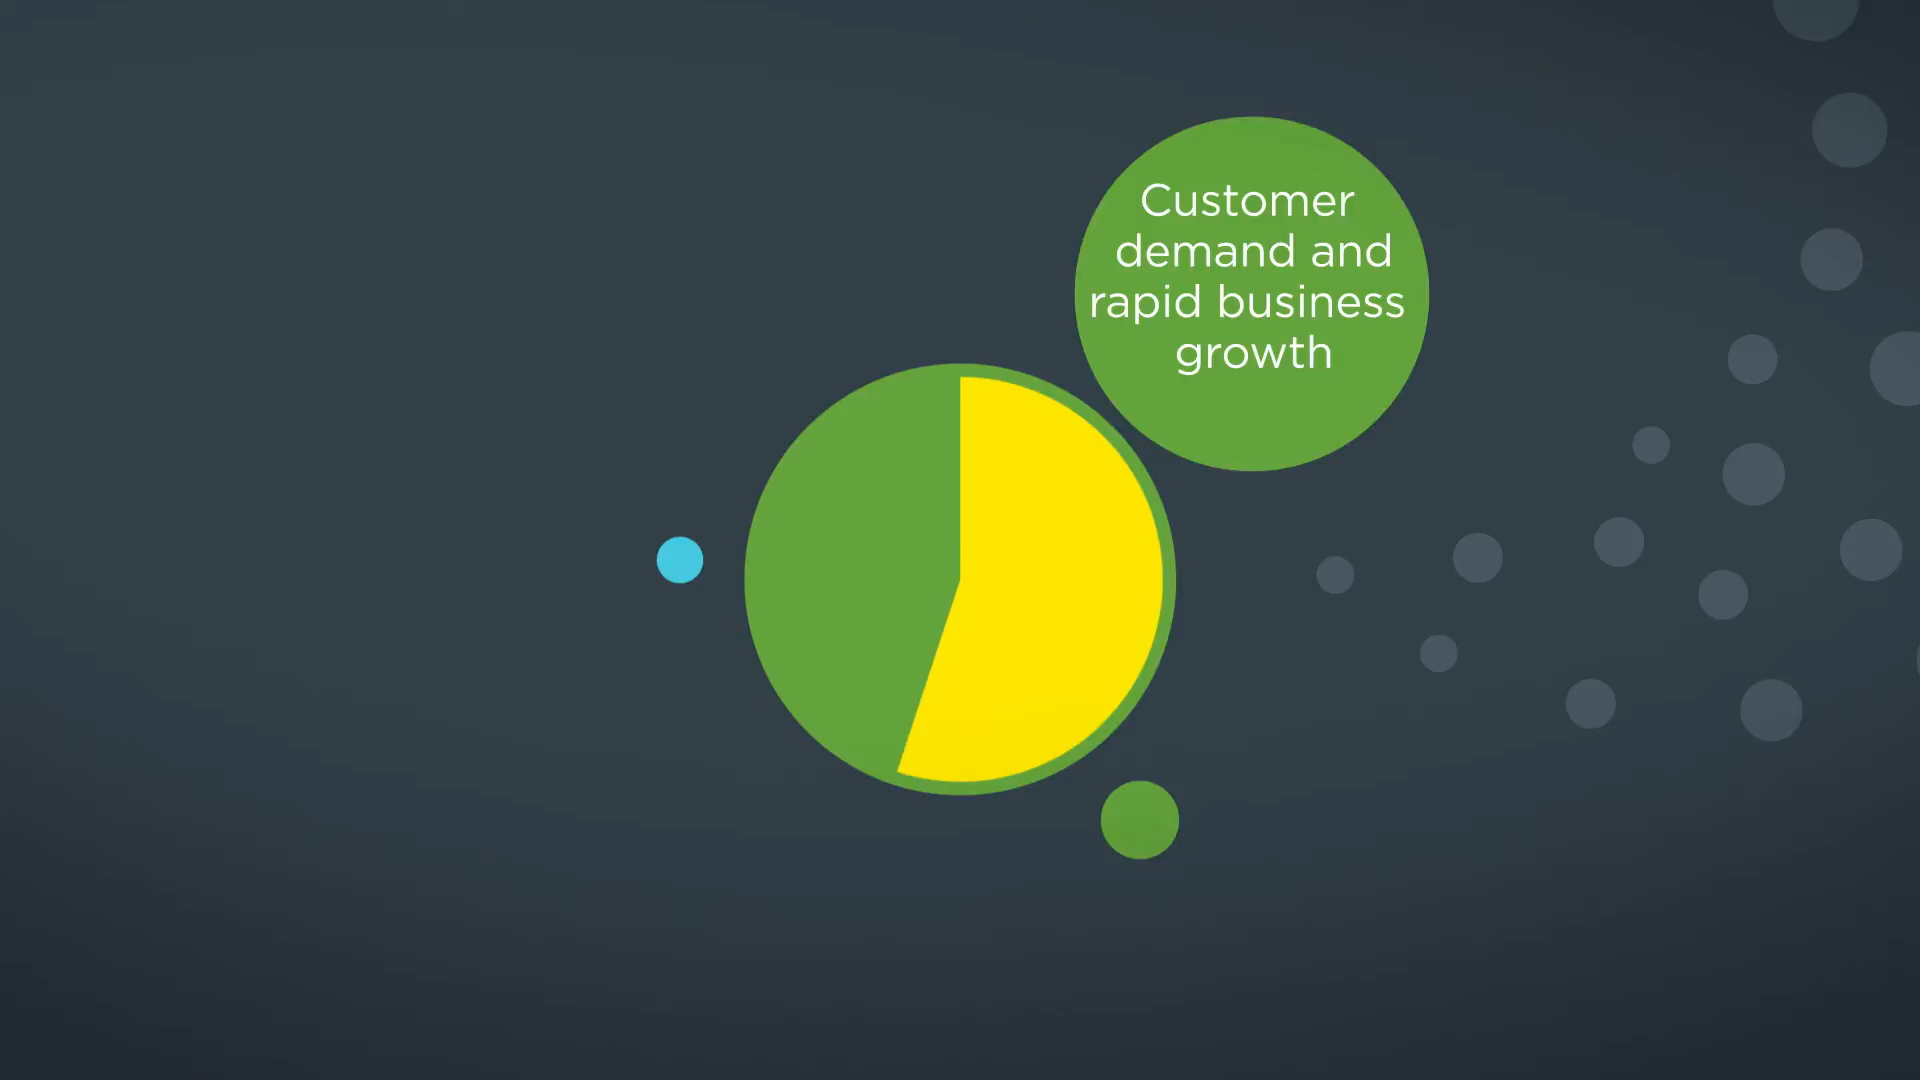 Customer
demand and
rapid business
growth